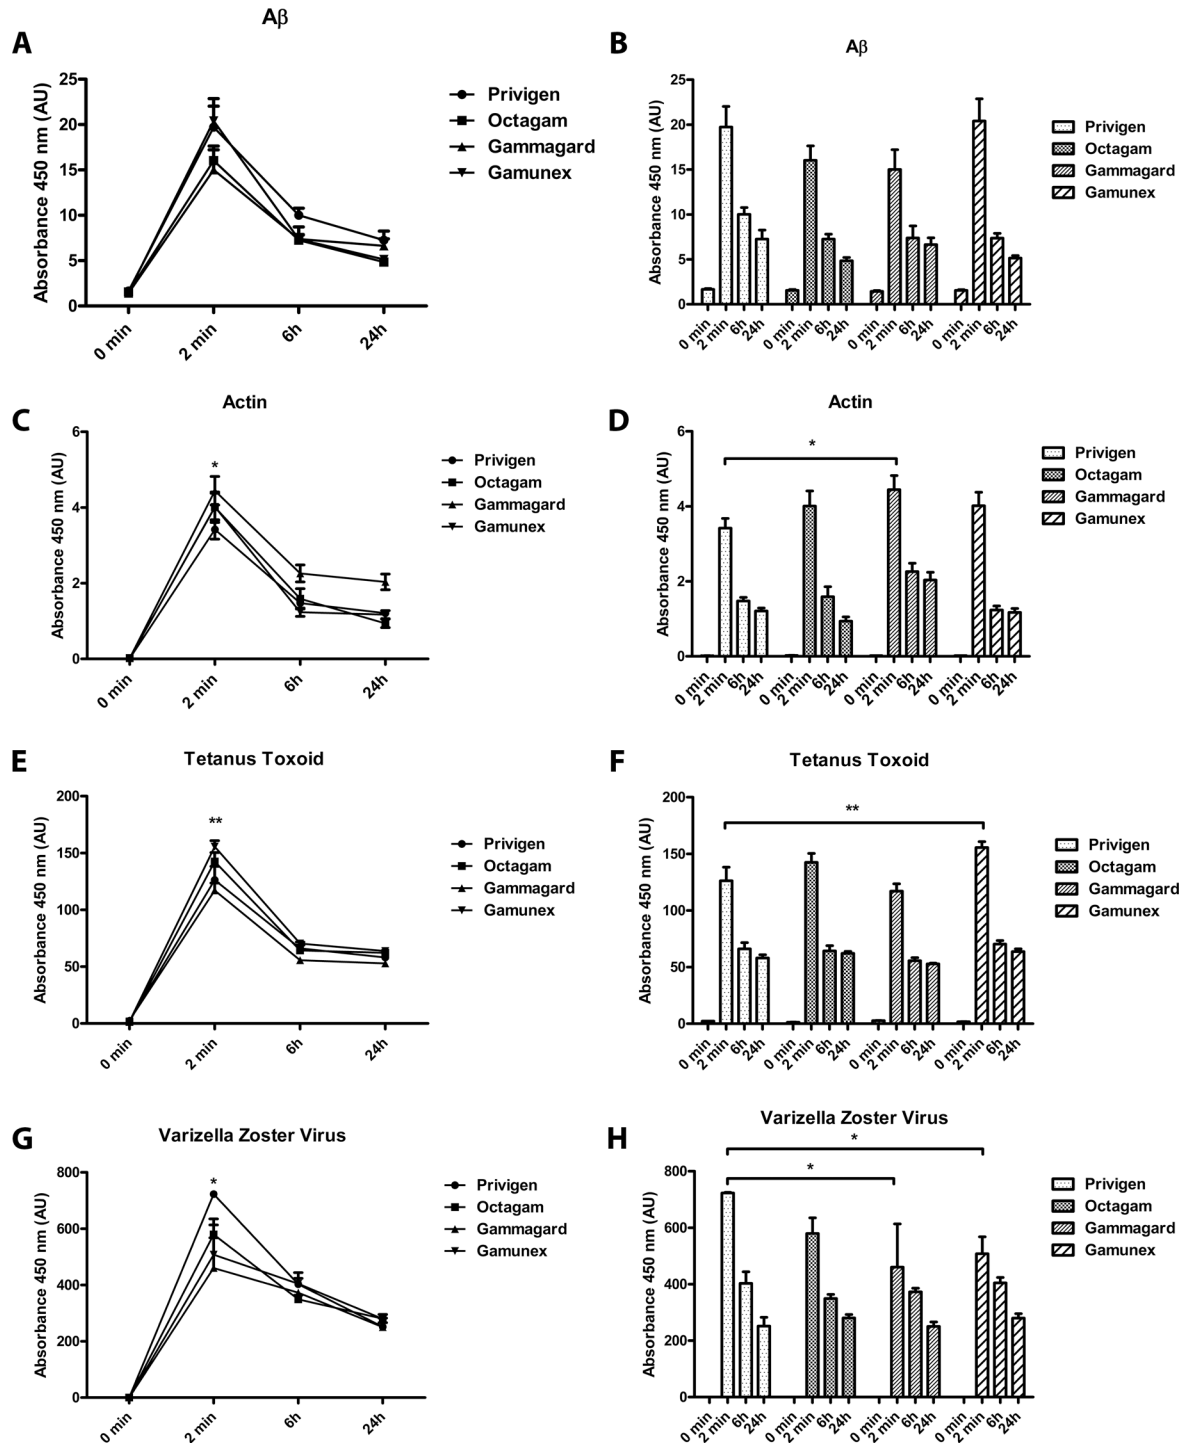 A
Aβ
Absorbance 450 nm (AU)
25
20
15
10
5
0
0 min
2 min
6h
24h
Privigen
Octagam
Gammagard
Gamunex
B
Aβ
Absorbance 450 nm (AU)
25
20
15
10
5
0
0 min
2 min
6h
24h
0 min
2 min
6h
24h
0 min
2 min
6h
24h
0 min
2 min
6h
24h
Privigen
Octagam
Gammagard
Gamunex
C
Actin
Absorbance 450 nm (AU)
6
4
2
0
*
0 min
2 min
6h
24h
Privigen
Octagam
Gammagard
Gamunex
D
Actin
Absorbance 450 nm (AU)
6
4
2
0
*
0 min
2 min
6h
24h
0 min
2 min
6h
24h
0 min
2 min
6h
24h
0 min
2 min
6h
24h
Privigen
Octagam
Gammagard
Gamunex
E
Tetanus Toxoid
Absorbance 450 nm (AU)
200
150
100
50
0
**
0 min
2 min
6h
24h
Privigen
Octagam
Gammagard
Gamunex
F
Tetanus Toxoid
Absorbance 450 nm (AU)
200
150
100
50
0
**
0 min
2 min
6h
24h
0 min
2 min
6h
24h
0 min
2 min
6h
24h
0 min
2 min
6h
24h
Privigen
Octagam
Gammagard
Gamunex
G
Varizella Zoster Virus
Absorbance 450 nm (AU)
800
600
400
200
0
*
0 min
2 min
6h
24h
Privigen
Octagam
Gammagard
Gamunex
H
Varizella Zoster Virus
Absorbance 450 nm (AU)
800
600
400
200
0
*
*
0 min
2 min
6h
24h
0 min
2 min
6h
24h
0 min
2 min
6h
24h
0 min
2 min
6h
24h
Privigen
Octagam
Gammagard
Gamunex